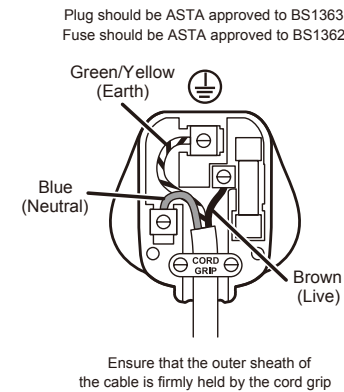 Plug should be ASTA approved to BS1363
Fuse should be ASTA approved to BS1362
Green/Yellow
(Earth)
Blue
(Neutral)
CORD
GRIP
Brown
(Live)
Ensure that the outer sheath of
the cable is firmly held by the cord grip